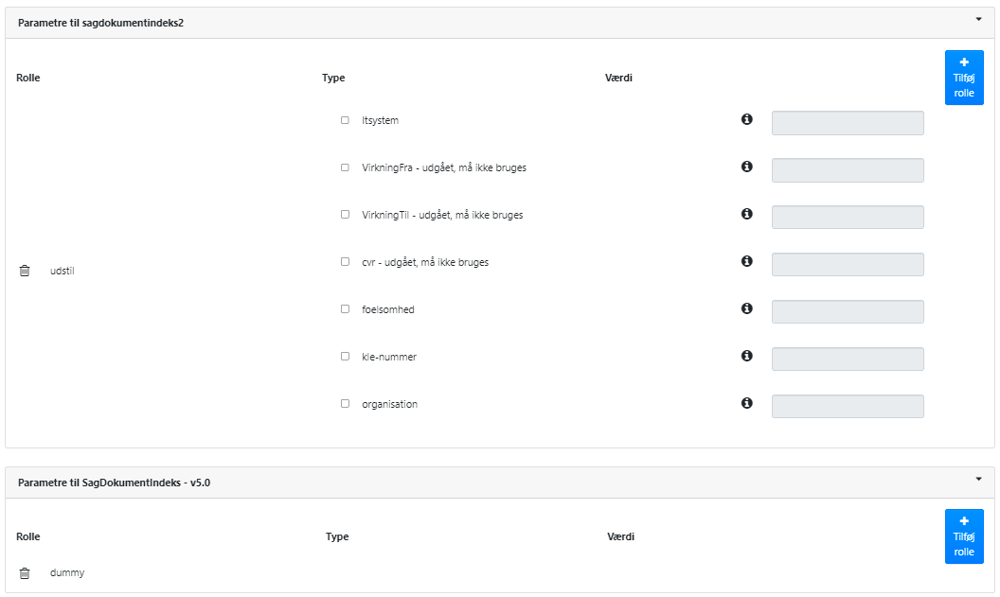 Parametre til sagdokumentindeks2
Rolle Type Værdi
Tilføj
rolle
Itsystem
VirkningFra - udgået, må ikke bruges
VirkningTil - udgået, må ikke bruges
cvr - udgået, må ikke bruges
udstil
foelsomhed
kle-nummer
organisation
Parametre til SagDokumentIndeks - v5.0
Rolle Type Værdi
Tilføj
rolle
dummy